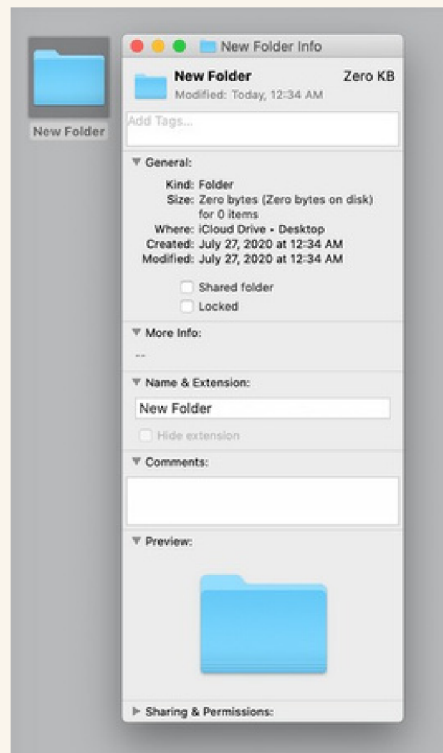 New Folder
New Folder Info
New Folder
Zero KB
Modified: Today, 12:34 AM
Add Tags...
General:
Kind: Folder
Size: Zero bytes (Zero bytes on disk)
for 0 items
Where: iCloud Drive • Desktop
Created: July 27, 2020 at 12:34 AM
Modified: July 27, 2020 at 12:34 AM
Shared folder
Locked
More Info:
--
Name & Extension:
New Folder
Hide extension
Comments:
Preview:
Sharing & Permissions: